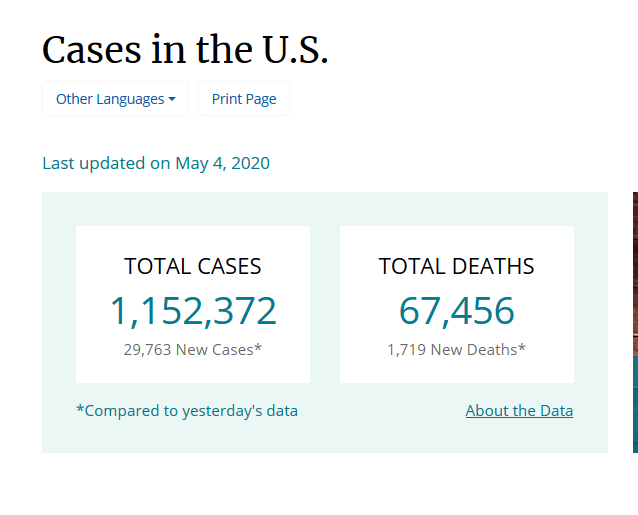 Cases in the U.S.
Other Languages
Print Page
Last updated on May 4, 2020
TOTAL CASES
1,152,372
29,763 New Cases*
TOTAL DEATHS
67,456
1,719 New Deaths*
*Compared to yesterday's data
About the Data